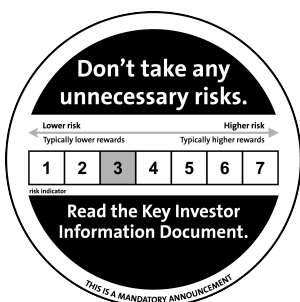 Don't take any
unnecessary risks.
Lower risk Higher risk
Typically lower rewards Typically higher rewards
1 2 3 4 5 6 7
risk indicator
Read the Key Investor
Information Document.
THIS IS A MANDATORY ANNOUNCEMENT